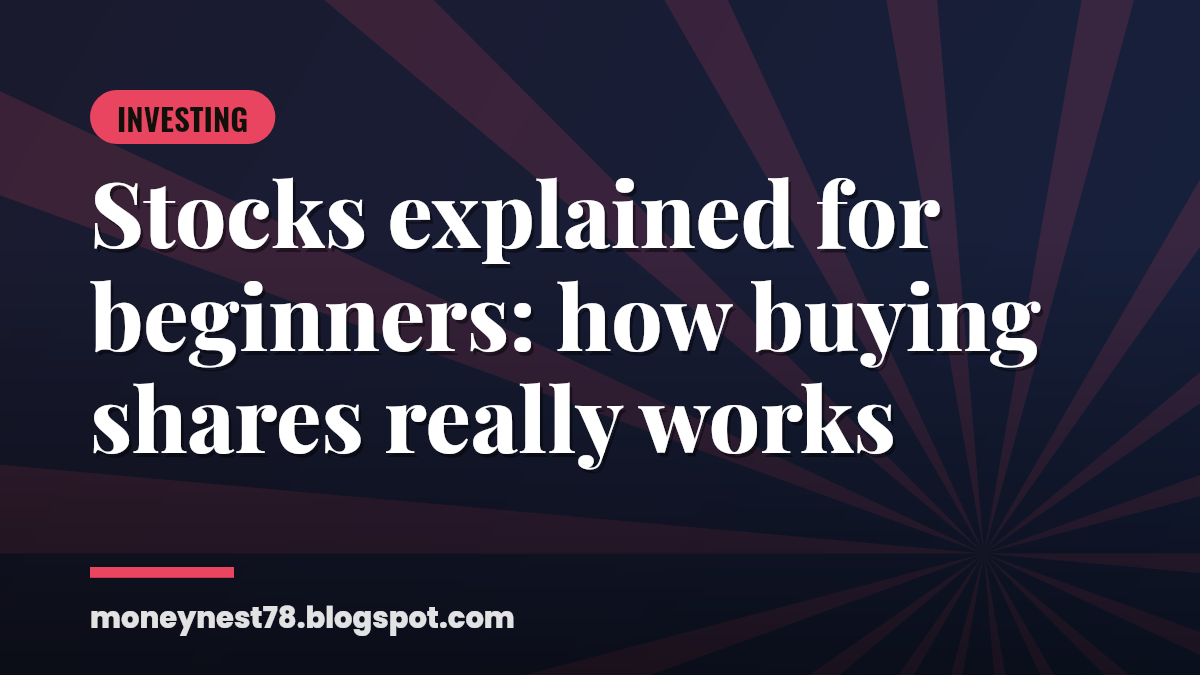 INVESTING
Stocks explained for
beginners: how buying
shares really works
moneynest78.blogspot.com